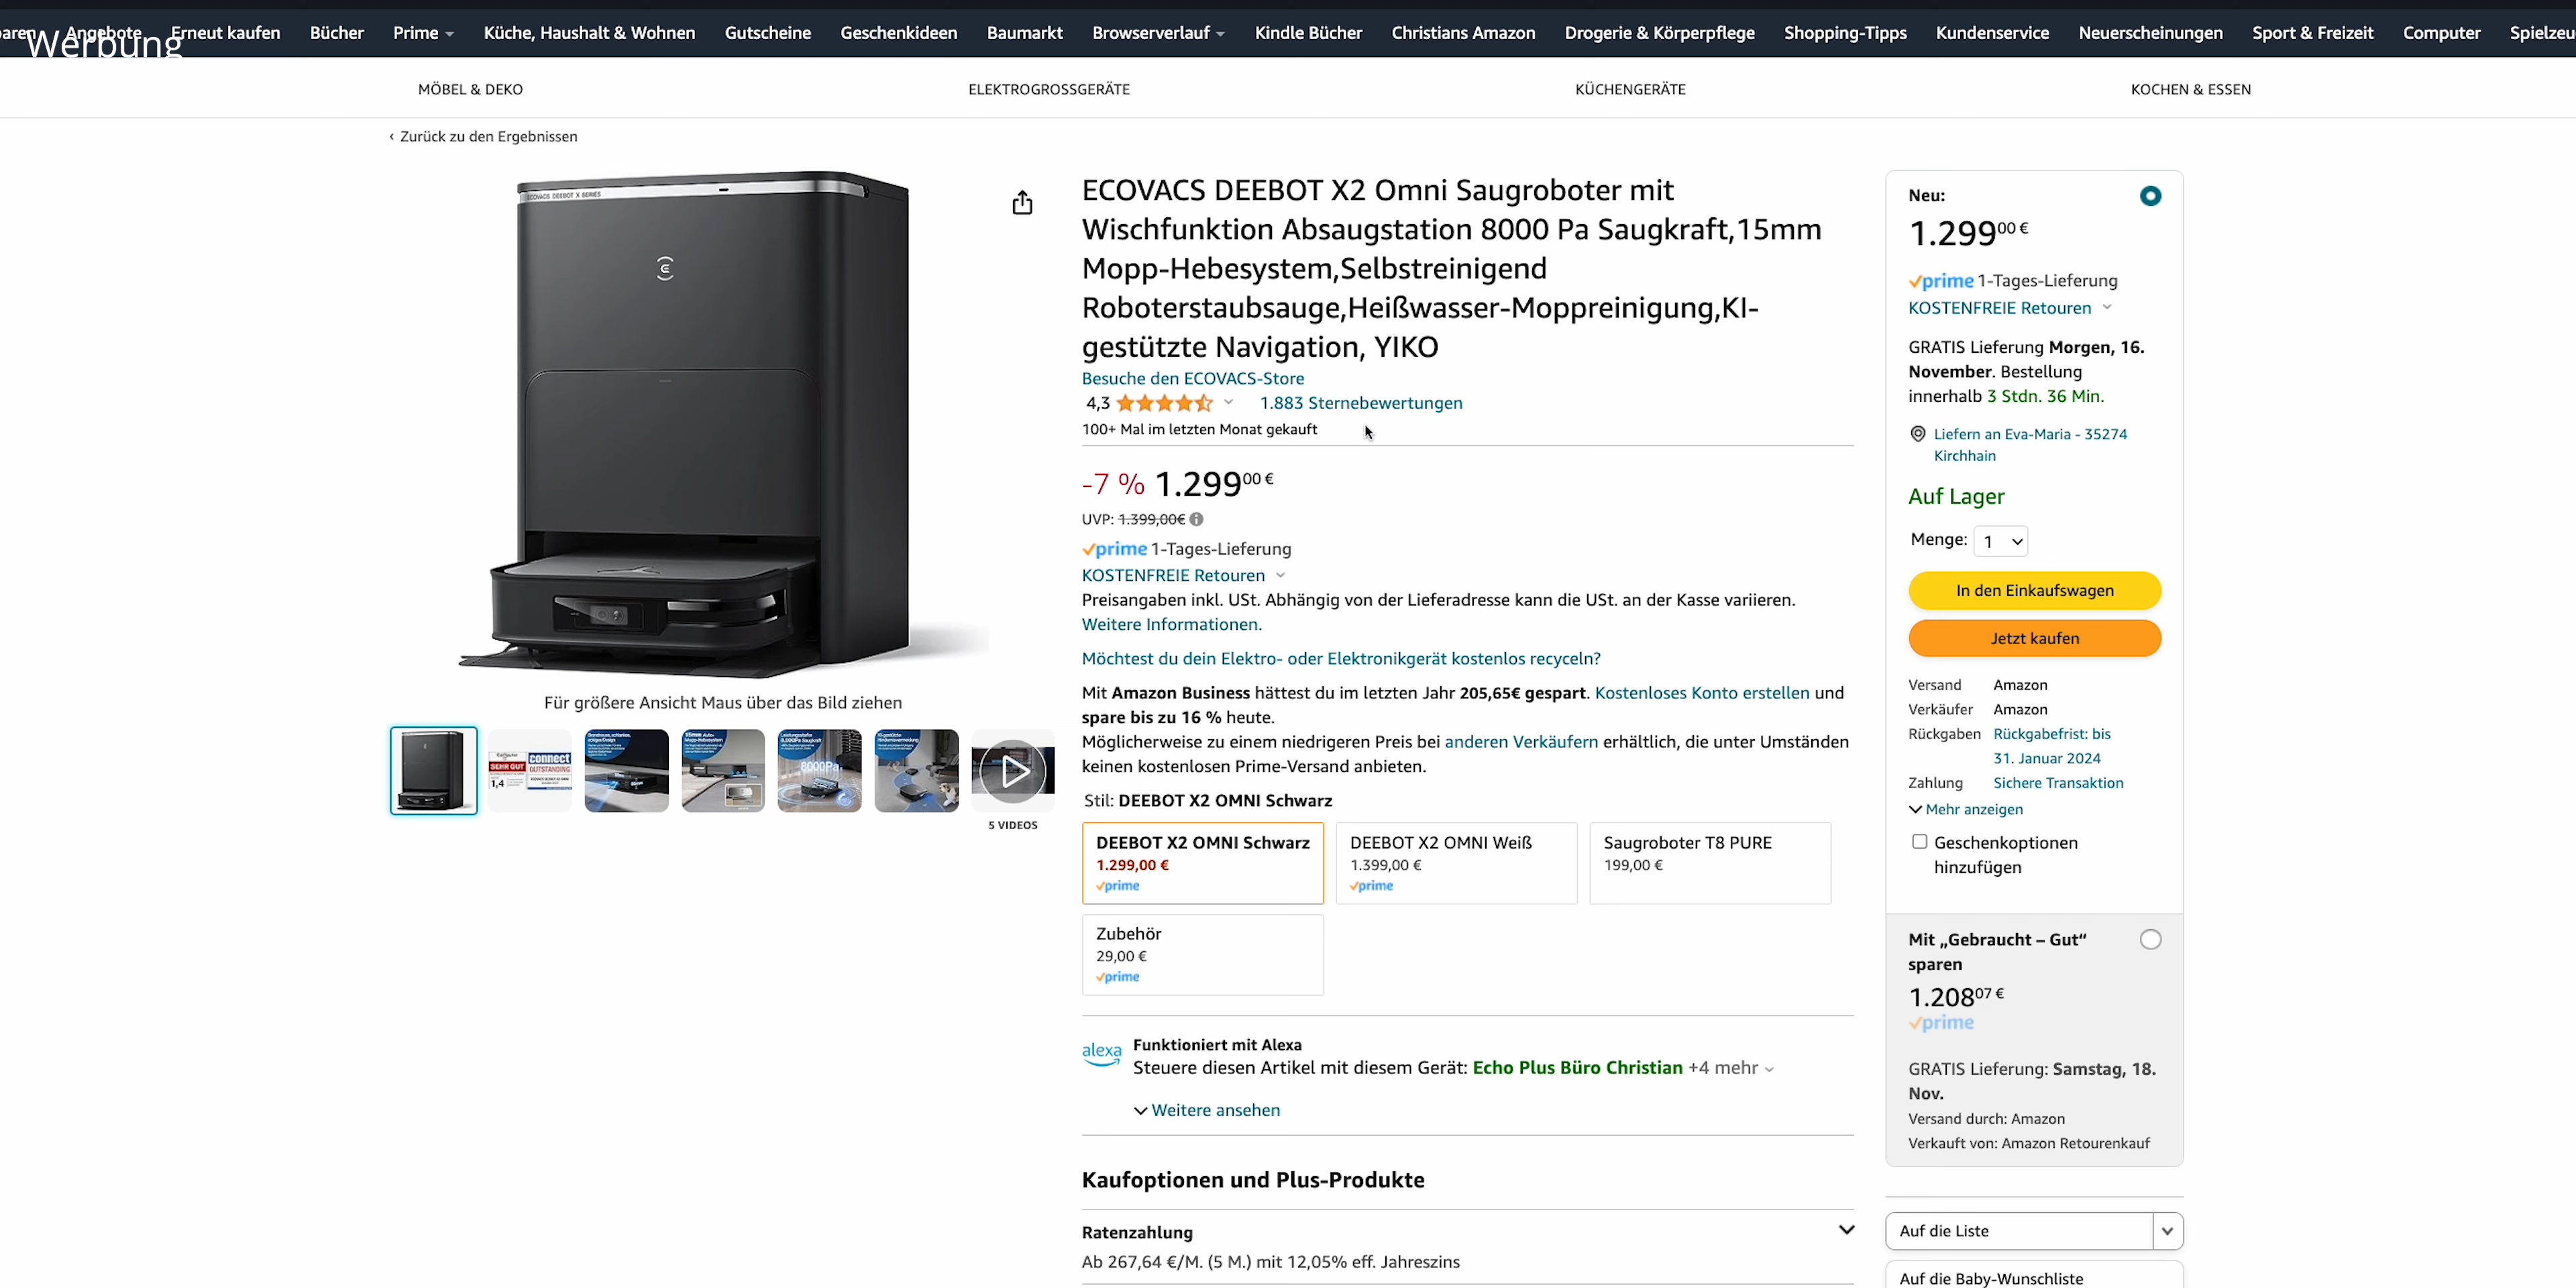 Werbung
Angebote
Erneut kaufen
Bücher
Prime
Küche, Haushalt & Wohnen
Gutscheine
Geschenkideen
Baumarkt
Browserverlauf
Kindle Bücher
Christians Amazon
Drogerie & Körperpflege
Shopping-Tipps
Kundenservice
Neuerscheinungen
Sport & Freizeit
Computer
MÖBEL & DEKO
ELEKTROGROSSGERÄTE
KÜCHENGERÄTE
KOCHEN & ESSEN
‹ Zurück zu den Ergebnissen
ECOVACS DEEBOT X SERIES
Für größere Ansicht Maus über das Bild ziehen
SEHR GUT
1,4
connect
OUTSTANDING
5 VIDEOS
ECOVACS DEEBOT X2 Omni Saugroboter mit
Wischfunktion Absaugstation 8000 Pa Saugkraft,15mm
Mopp-Hebesystem,Selbstreinigend
Roboterstaubsauge,Heißwasser-Moppreinigung,KI-
gestützte Navigation, YIKO
Besuche den ECOVACS-Store
4,3
1.883 Sternebewertungen
100+ Mal im letzten Monat gekauft
-7 % 1.29900 €
UVP: 1.399,00€
prime 1-Tages-Lieferung
KOSTENFREIE Retouren
Preisangaben inkl. USt. Abhängig von der Lieferadresse kann die USt. an der Kasse variieren.
Weitere Informationen.
Möchtest du dein Elektro- oder Elektronikgerät kostenlos recyceln?
Mit Amazon Business hättest du im letzten Jahr 205,65€ gespart. Kostenloses Konto erstellen und
spare bis zu 16 % heute.
Möglicherweise zu einem niedrigeren Preis bei anderen Verkäufern erhältlich, die unter Umständen
keinen kostenlosen Prime-Versand anbieten.
Stil: DEEBOT X2 OMNI Schwarz
DEEBOT X2 OMNI Schwarz
1.299,00 €
prime
DEEBOT X2 OMNI Weiß
1.399,00 €
prime
Saugroboter T8 PURE
199,00 €
Zubehör
29,00 €
prime
alexa
Funktioniert mit Alexa
Steuere diesen Artikel mit diesem Gerät: Echo Plus Büro Christian +4 mehr
Weitere ansehen
Kaufoptionen und Plus-Produkte
Ratenzahlung
Ab 267,64 €/M. (5 M.) mit 12,05% eff. Jahreszins
Neu:
1.29900 €
prime 1-Tages-Lieferung
KOSTENFREIE Retouren
GRATIS Lieferung Morgen, 16.
November. Bestellung
innerhalb 3 Stdn. 36 Min.
Liefern an Eva-Maria - 35274
Kirchhain
Auf Lager
Menge: 1
In den Einkaufswagen
Jetzt kaufen
Versand Amazon
Verkäufer Amazon
Rückgaben Rückgabefrist: bis
31. Januar 2024
Zahlung Sichere Transaktion
Mehr anzeigen
Geschenkoptionen
hinzufügen
Mit „Gebraucht – Gut“
sparen
1.20807 €
prime
GRATIS Lieferung: Samstag, 18.
Nov.
Versand durch: Amazon
Verkauft von: Amazon Retourenkauf
Auf die Liste
Auf die Baby-Wunschliste